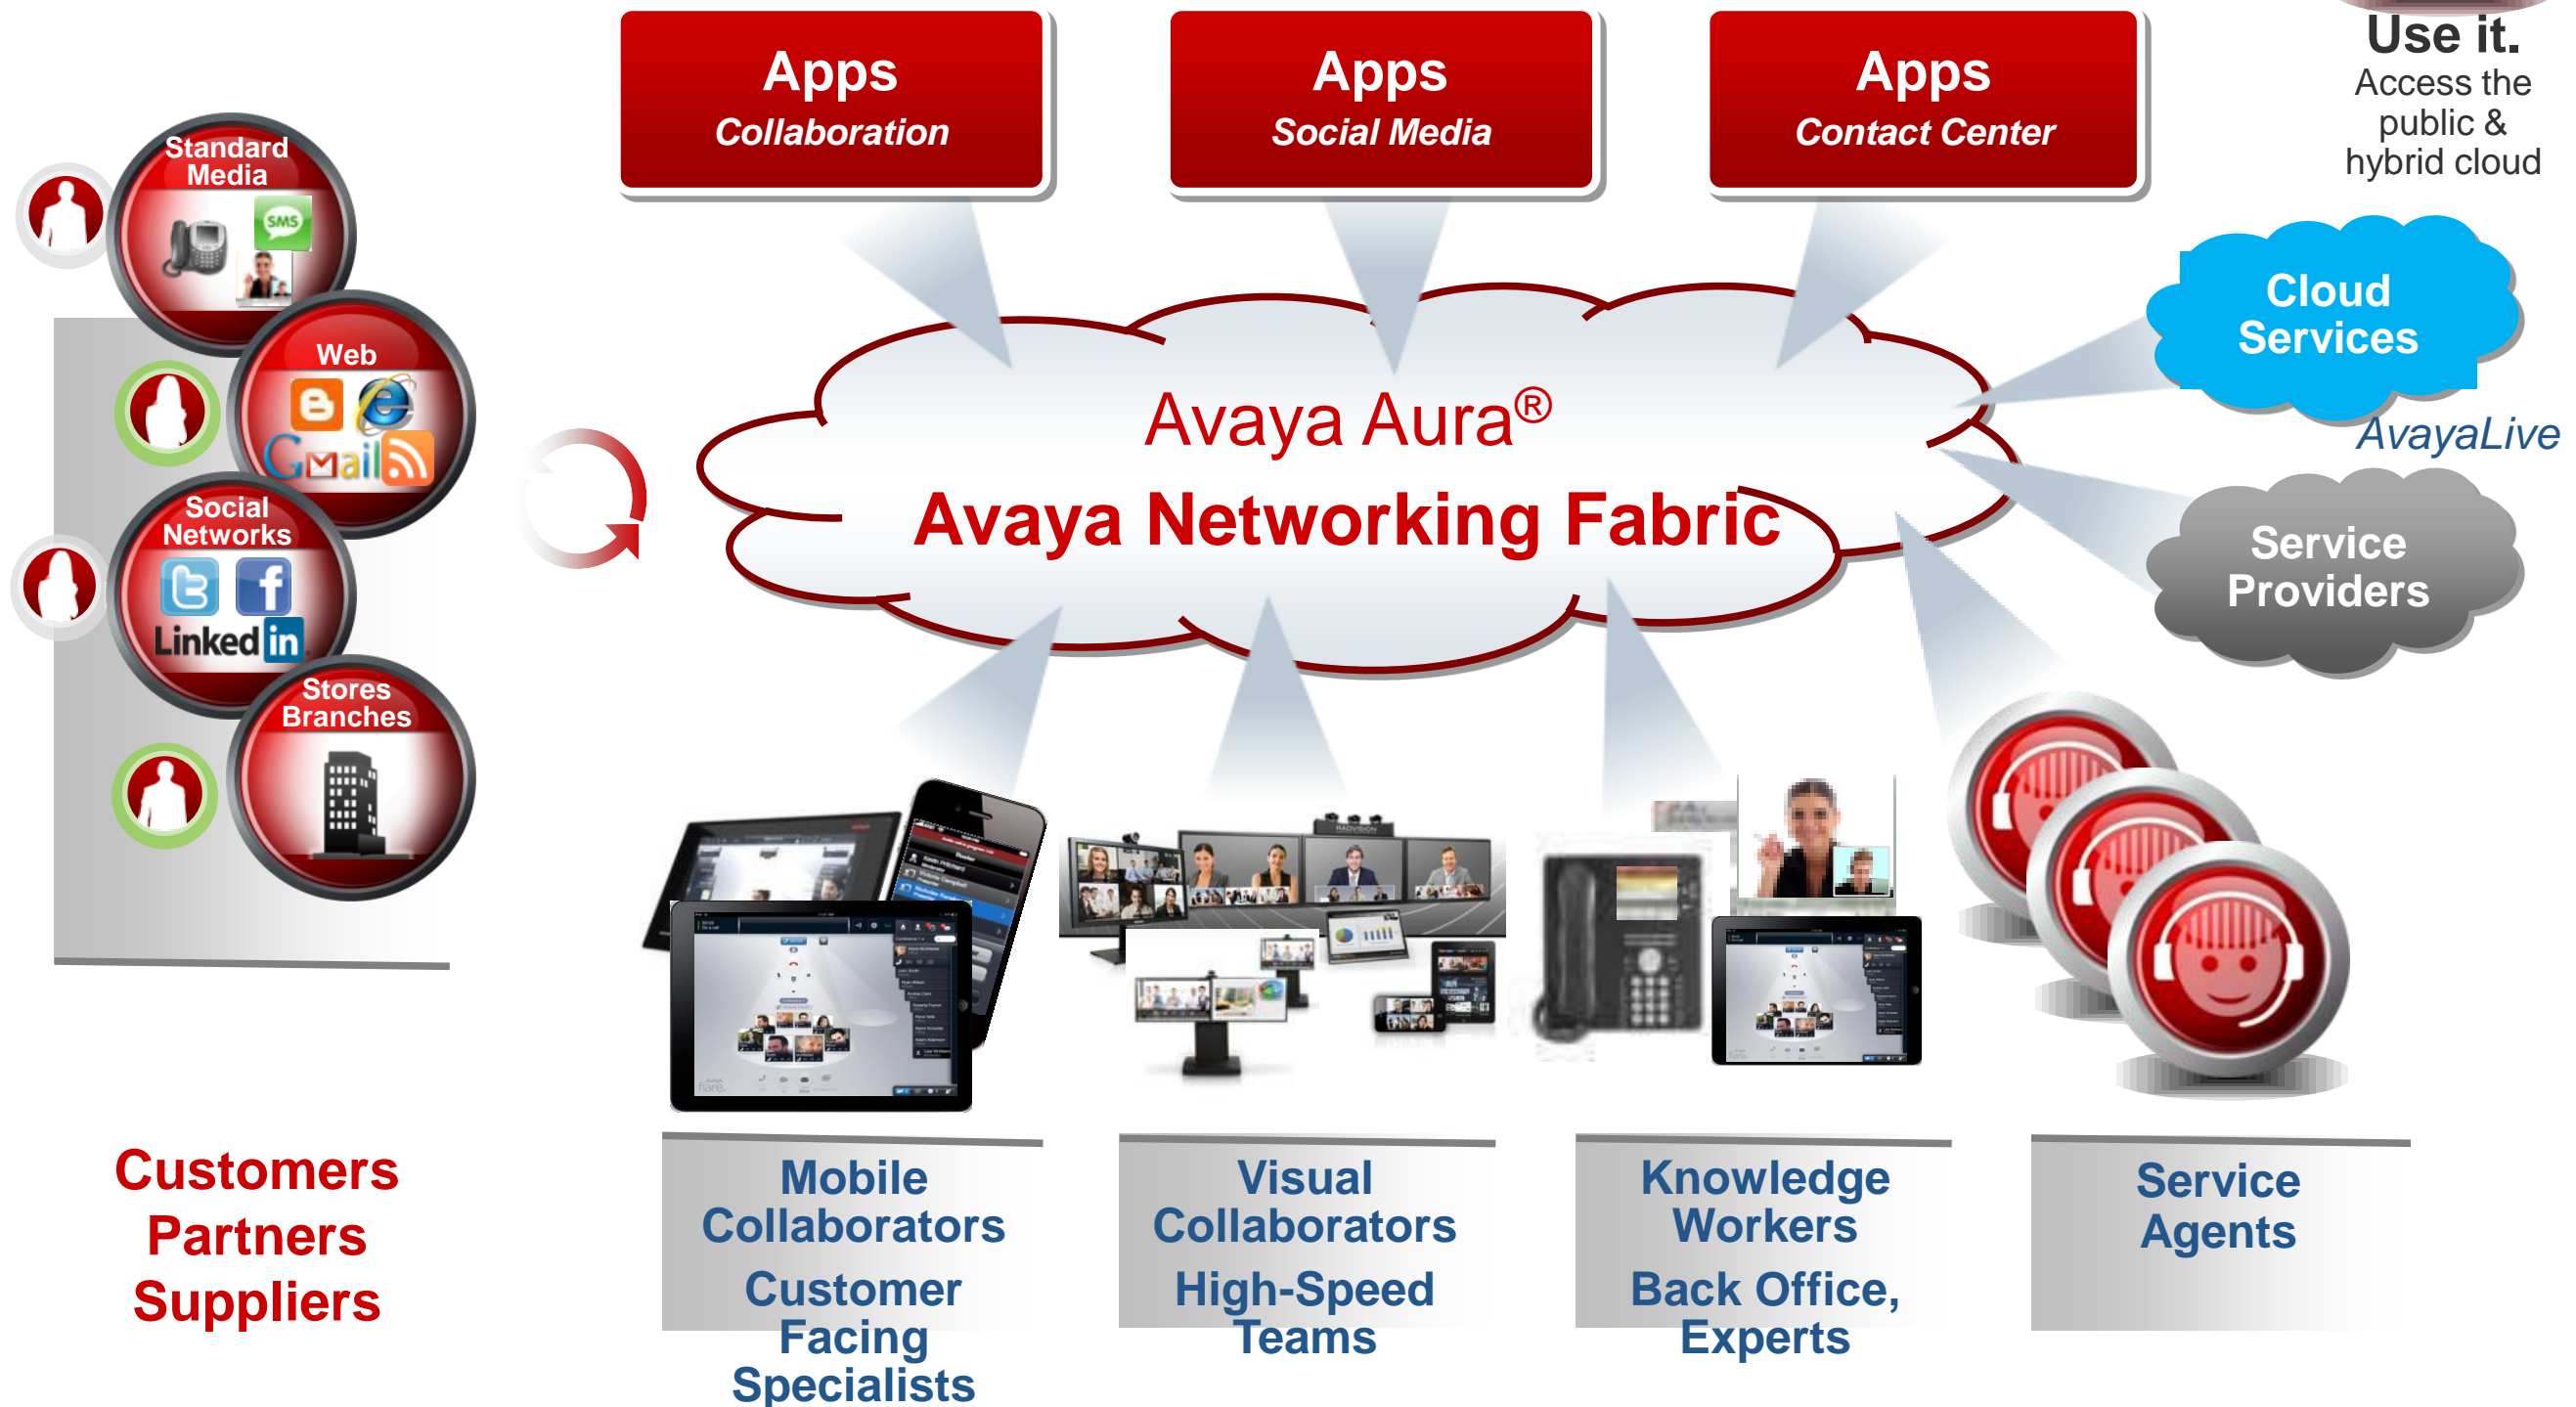 Apps
Collaboration
Apps
Social Media
Apps
Contact Center
Use it.
Access the
public &
hybrid cloud
Standard
Media
SMS
Web
Gmail
Social
Networks
Linked in
Stores
Branches
Avaya Aura®
Avaya Networking Fabric
Cloud
Services
AvayaLive
Service
Providers
RADVISION
Customers
Partners
Suppliers
Mobile
Collaborators
Customer
Facing
Specialists
Visual
Collaborators
High-Speed
Teams
Knowledge
Workers
Back Office,
Experts
Service
Agents